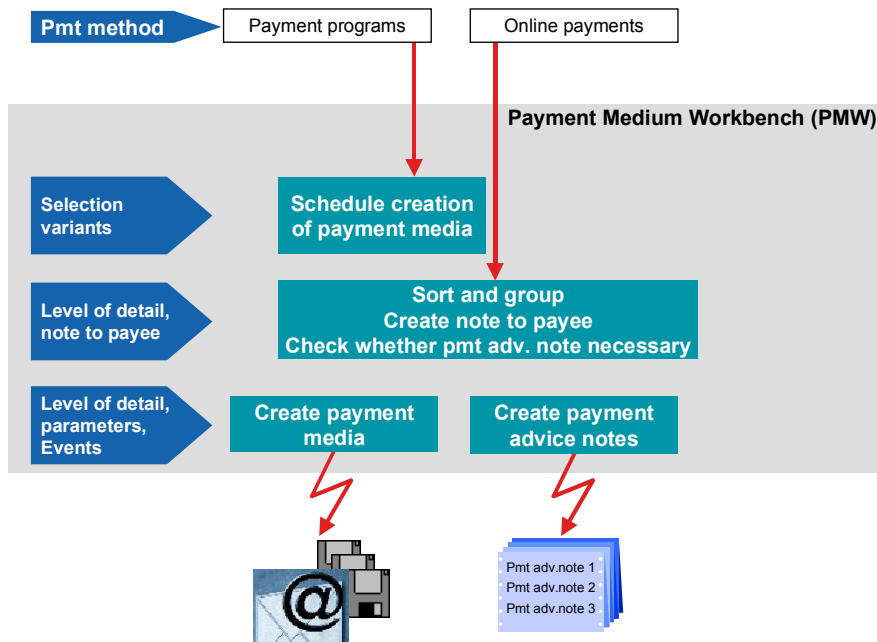 Pmt method
Payment programs
Online payments
Payment Medium Workbench (PMW)
Selection
variants
Schedule creation
of payment media
Level of detail,
note to payee
Sort and group
Create note to payee
Check whether pmt adv. note necessary
Level of detail,
parameters,
Events
Create payment
media
Create payment
advice notes
@
Pmt adv.note 1
Pmt adv.note 2
Pmt adv.note 3